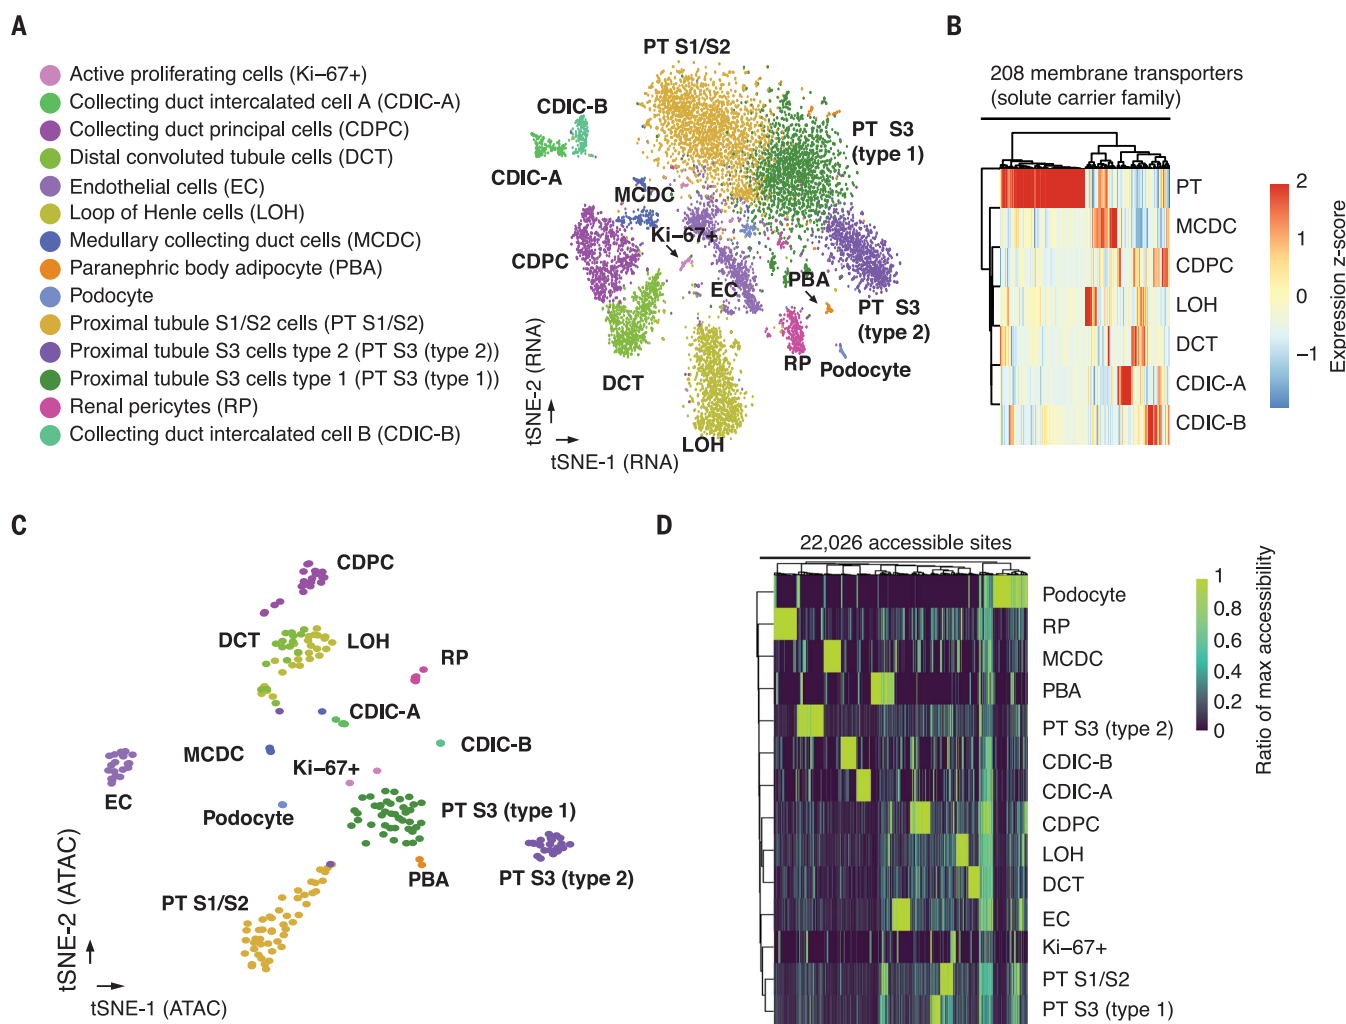 A
Active proliferating cells (Ki–67+)
Collecting duct intercalated cell A (CDIC-A)
Collecting duct principal cells (CDPC)
Distal convoluted tubule cells (DCT)
Endothelial cells (EC)
Loop of Henle cells (LOH)
Medullary collecting duct cells (MCDC)
Paranephric body adipocyte (PBA)
Podocyte
Proximal tubule S1/S2 cells (PT S1/S2)
Proximal tubule S3 cells type 2 (PT S3 (type 2))
Proximal tubule S3 cells type 1 (PT S3 (type 1))
Renal pericytes (RP)
Collecting duct intercalated cell B (CDIC-B)
PT S1/S2
CDIC-B
PT S3
(type 1)
CDIC-A
MCDC
Ki–67+
CDPC
EC
PBA
PT S3
(type 2)
RP
Podocyte
DCT
LOH
tSNE-2 (RNA)
tSNE-1 (RNA)
B
208 membrane transporters
(solute carrier family)
PT
MCDC
CDPC
LOH
DCT
CDIC-A
CDIC-B
2
1
0
−1
Expression z-score
C
CDPC
DCT
LOH
RP
CDIC-A
MCDC
CDIC-B
Ki–67+
EC
Podocyte
PT S3 (type 1)
PBA
PT S3 (type 2)
PT S1/S2
tSNE-2 (ATAC)
tSNE-1 (ATAC)
D
22,026 accessible sites
Podocyte
RP
MCDC
PBA
PT S3 (type 2)
CDIC-B
CDIC-A
CDPC
LOH
DCT
EC
Ki–67+
PT S1/S2
PT S3 (type 1)
1
0.8
0.6
0.4
0.2
0
Ratio of max accessibility